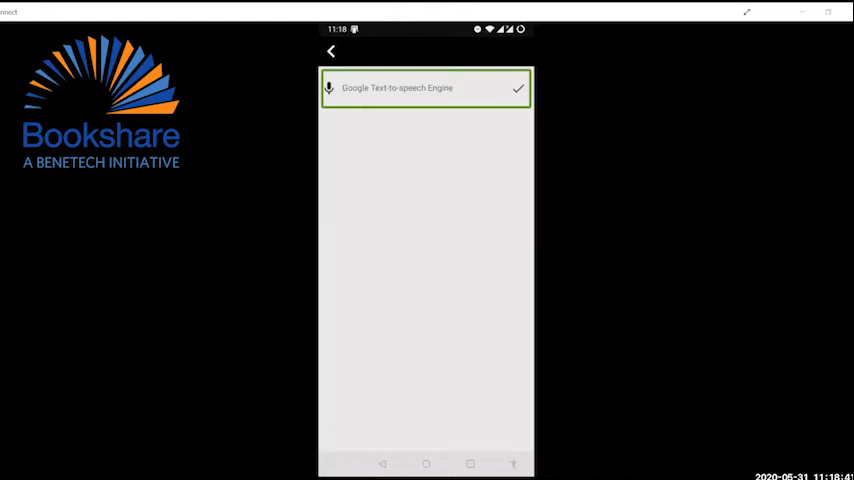 nnect
11:18
Google Text-to-speech Engine
Bookshare
A BENETECH INITIATIVE
2020-05-31 11:18:41